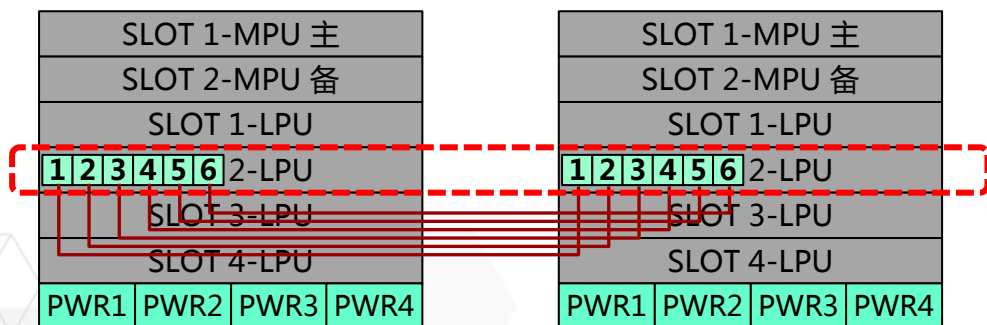 SLOT 1-MPU 主
SLOT 2-MPU 备
SLOT 1-LPU
1 2 3 4 5 6 2-LPU
SLOT 3-LPU
SLOT 4-LPU
PWR1 PWR2 PWR3 PWR4
SLOT 1-MPU 主
SLOT 2-MPU 备
SLOT 1-LPU
1 2 3 4 5 6 2-LPU
SLOT 3-LPU
SLOT 4-LPU
PWR1 PWR2 PWR3 PWR4